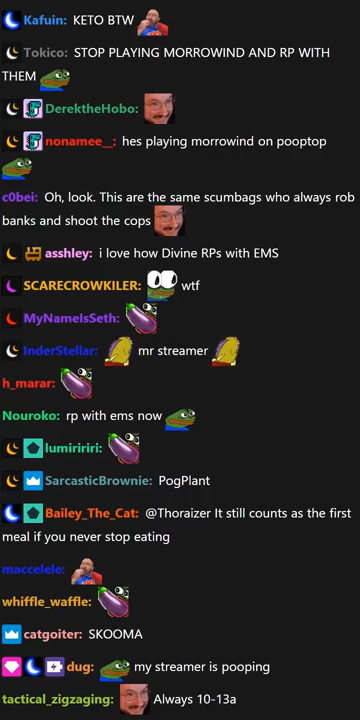 Kafuin: KETO BTW
Tokico: STOP PLAYING MORROWIND AND RP WITH
THEM
DerektheHobo:
nonamee__: hes playing morrowind on pooptop
c0bei: Oh, look. This are the same scumbags who always rob
banks and shoot the cops
asshley: i love how Divine RPs with EMS
SCARECROWKILER: wtf
MyNameIsSeth:
InderStellar: mr streamer
h_marar:
Nouroko: rp with ems now
lumiririri:
SarcasticBrownie: PogPlant
Bailey_The_Cat: @Thoraizer It still counts as the first
meal if you never stop eating
maccelele:
whiffle_waffle:
catgoiter: SKOOMA
dug: my streamer is pooping
tactical_zigzaging: Always 10-13a